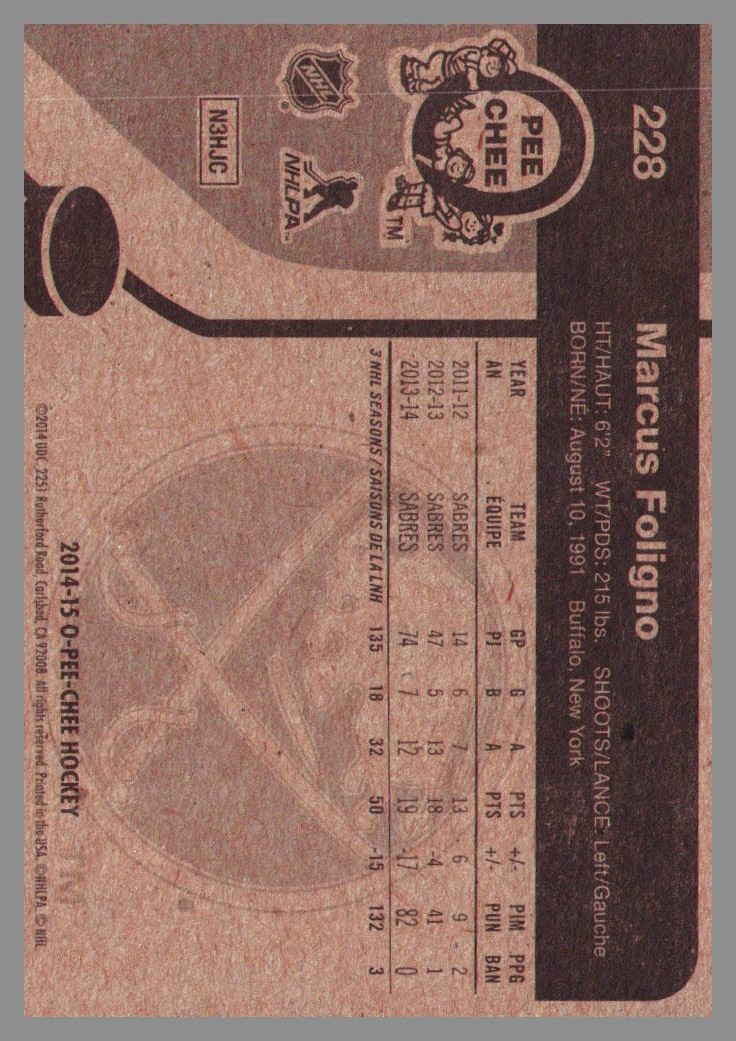 228
Marcus Foligno
HT/HAUT: 6'2" WT/PDS: 215 lbs. SHOOTS/LANCE: Left/Gauche
BORN/NÉ: August 10, 1991 Buffalo, New York
O
PEE
CHEE
TM
NHL
NHLPA
N3HJC
YEAR TEAM GP G A PTS +/- PIM PPG
AN ÉQUIPE PJ B A PTS +/- PUN BAN
2011-12 SABRES 14 6 7 13 6 9 2
2012-13 SABRES 47 5 13 18 -4 41 1
2013-14 SABRES 74 7 12 19 -17 82 0
3 NHL SEASONS / SAISONS DE LA LNH 135 18 32 50 -15 132 3
TM
2014-15 O-PEE-CHEE HOCKEY
©2014 UDC. 2251 Rutherford Road, Carlsbad, CA 92008. All rights reserved. Printed in the USA. ©NHLPA. © NHL.